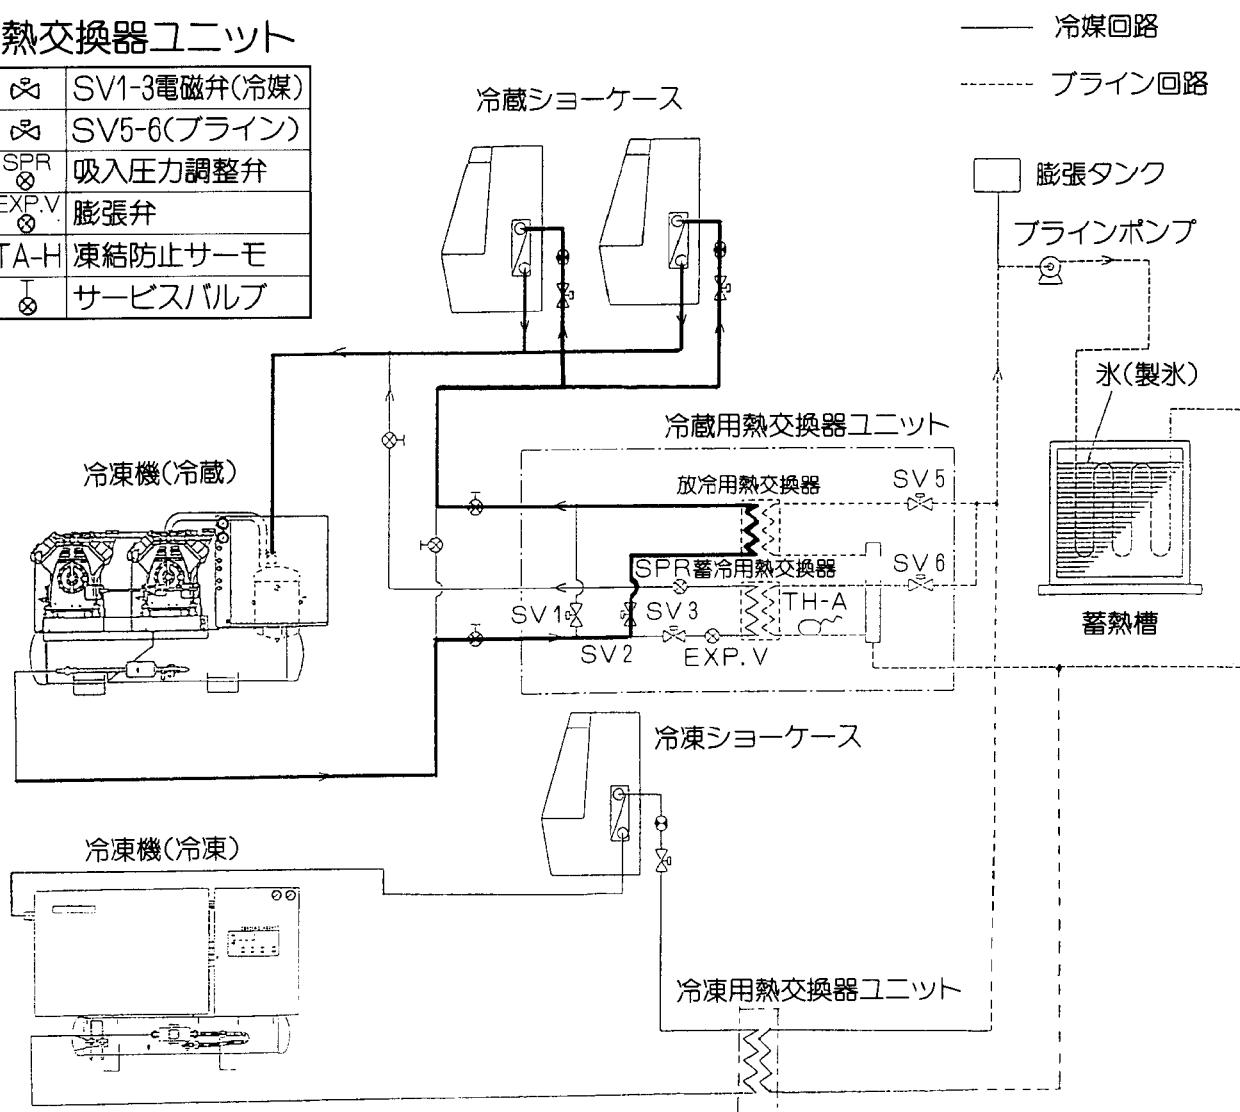 熱交換器ユニット
SV1-3電磁弁(冷媒)
SV5-6(ブライン)
SPR 吸入圧力調整弁
EXP.V 膨張弁
TA-H 凍結防止サーモ
サービスバルブ
冷媒回路
ブライン回路
冷蔵ショーケース
膨張タンク
ブラインポンプ
氷(製氷)
冷蔵用熱交換器ユニット
冷凍機(冷蔵)
放冷用熱交換器
SV5
SPR蓄冷用熱交換器
SV6
SV1
SV3
TH-A
SV2
EXP.V
蓄熱槽
冷凍ショーケース
冷凍機(冷凍)
冷凍用熱交換器ユニット